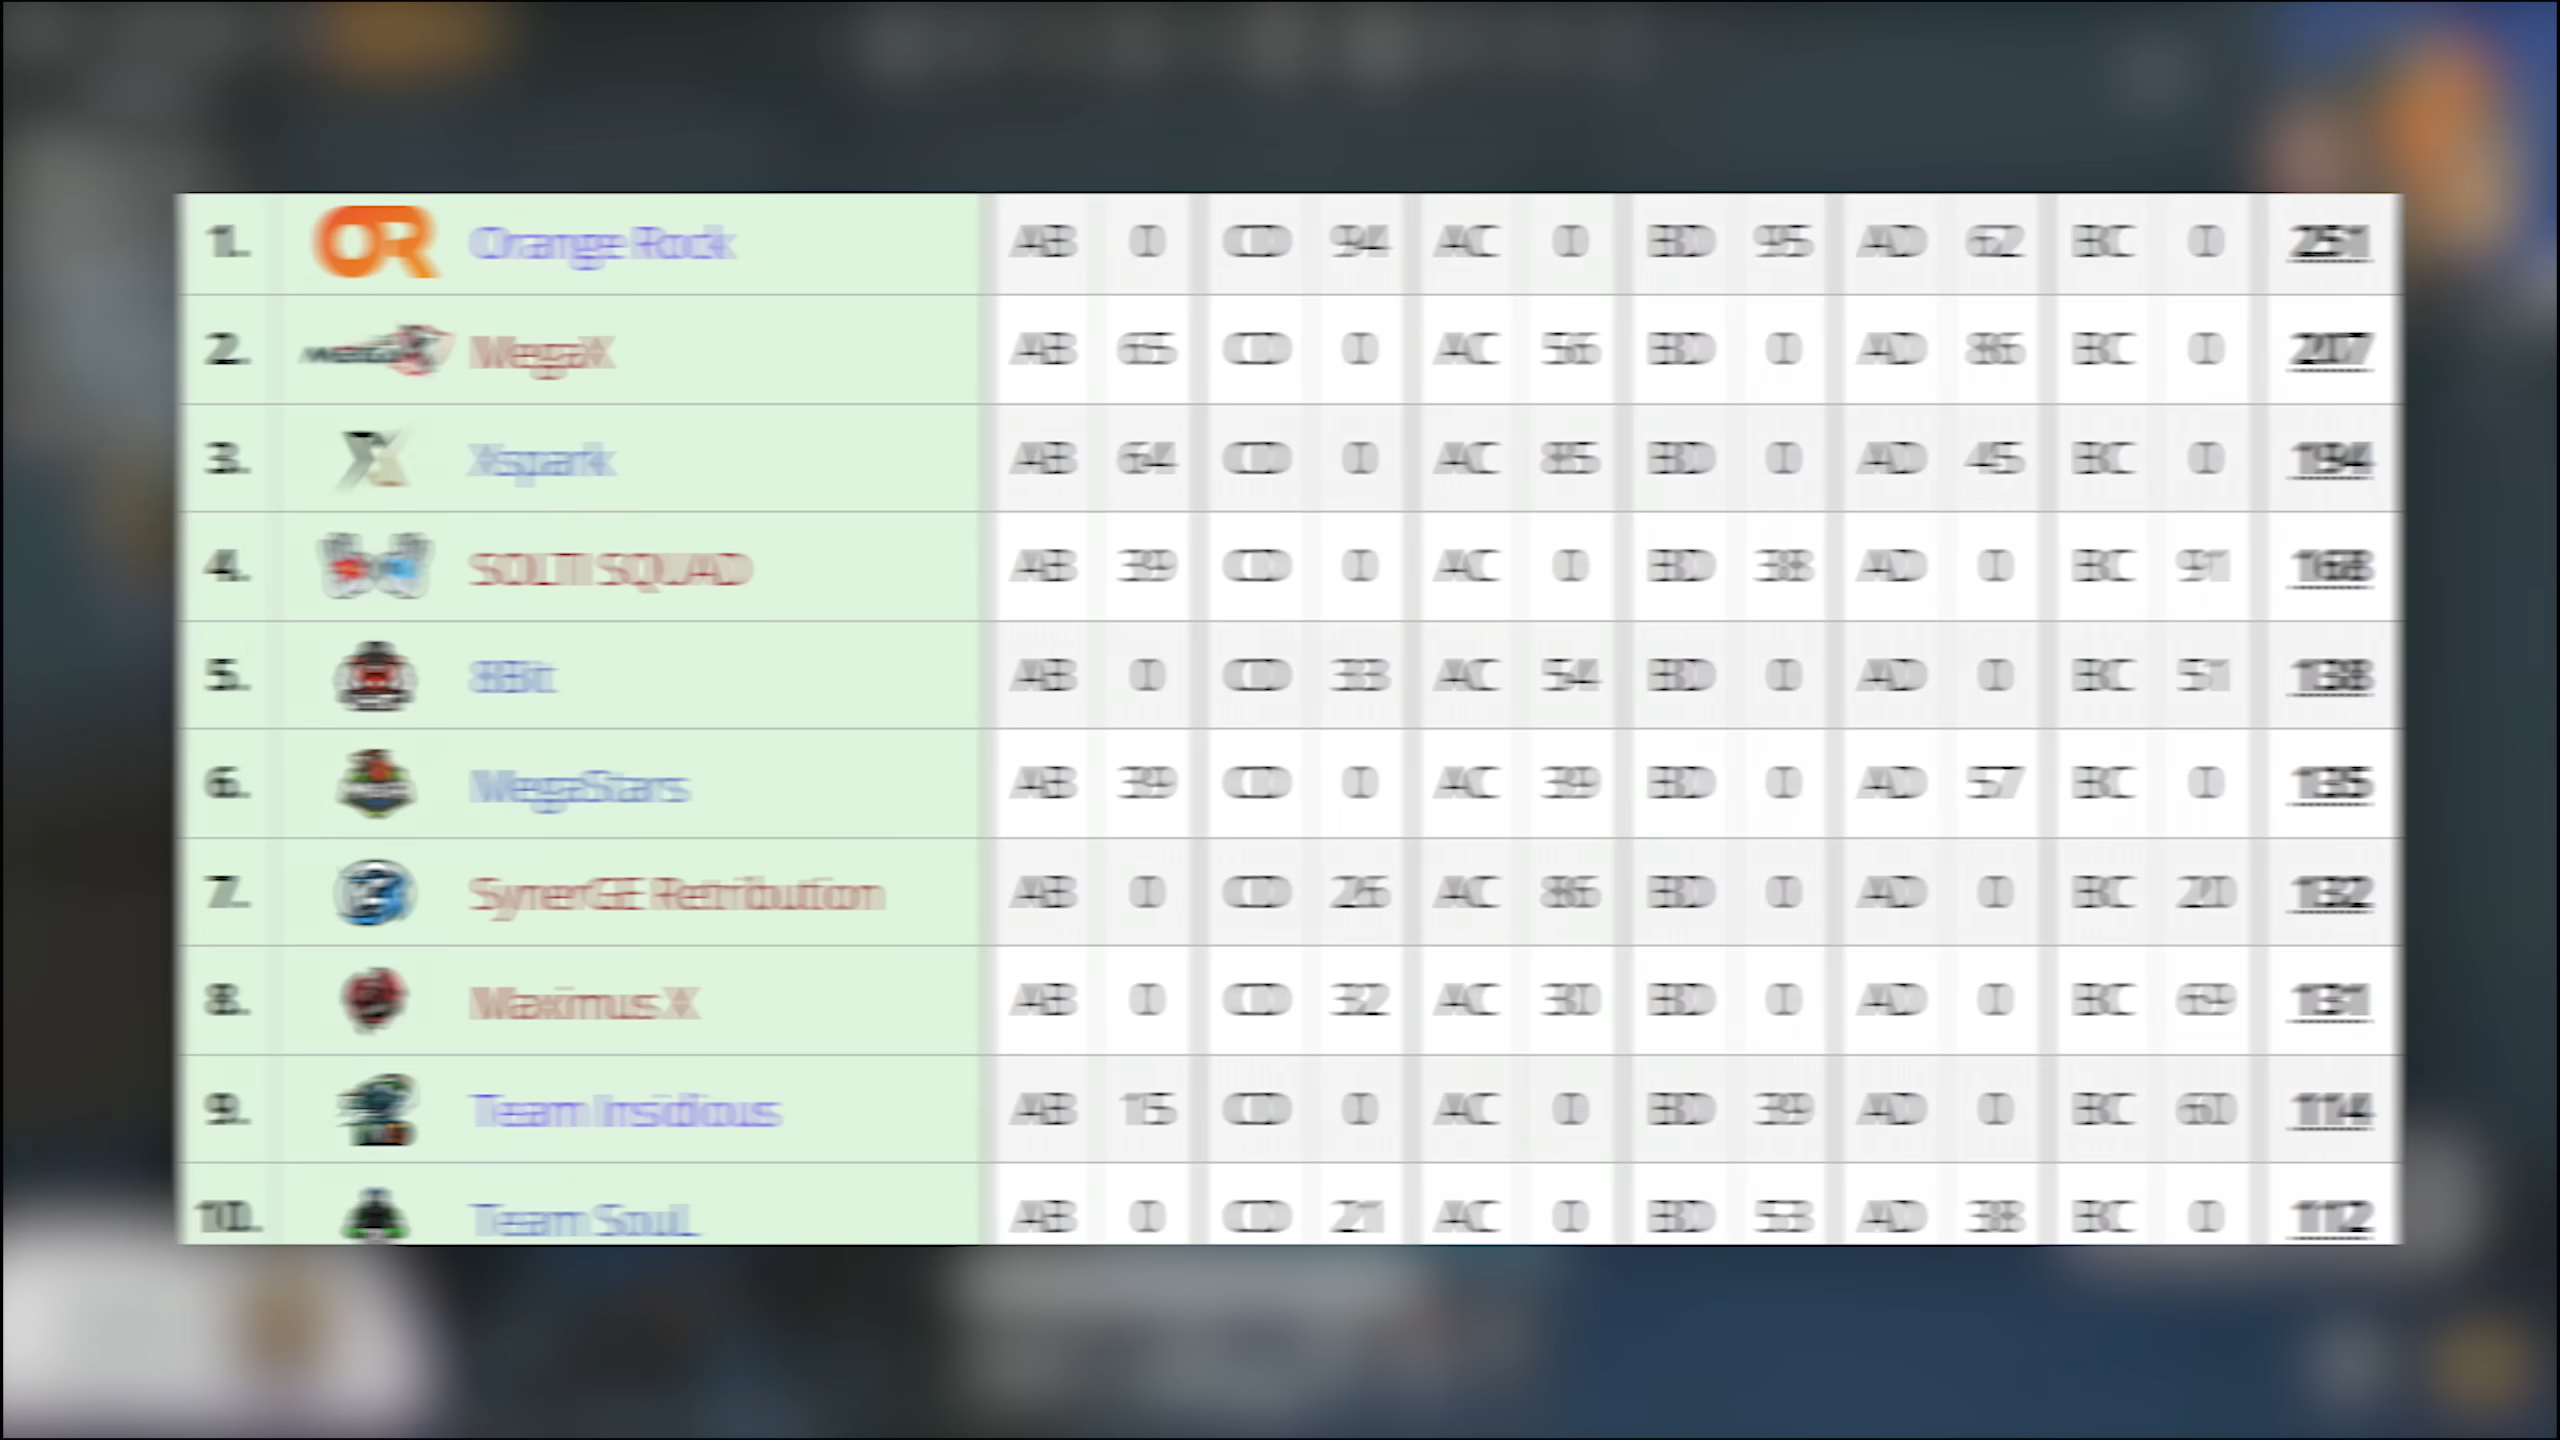 1. OR Orange Rock AB 0 CD 94 AC 0 BD 95 AD 62 BC 0 251
2. MegaX AB 65 CD 0 AC 56 BD 0 AD 86 BC 0 207
3. Xspark AB 64 CD 0 AC 85 BD 0 AD 45 BC 0 194
4. SQUAD AB 39 CD 0 AC 0 BD 38 AD 0 BC 91 168
5. 8Bit AB 0 CD 33 AC 54 BD 0 AD 0 BC 51 138
6. MegaStars AB 39 CD 0 AC 39 BD 0 AD 57 BC 0 135
7. SynerGE Retribution AB 0 CD 26 AC 86 BD 0 AD 0 BC 20 132
8. Maximus X AB 0 CD 32 AC 30 BD 0 AD 0 BC 69 131
9. Team Insidious AB 15 CD 0 AC 0 BD 39 AD 0 BC 60 114
10. Team SouL AB 0 CD 21 AC 0 BD 53 AD 38 BC 0 112